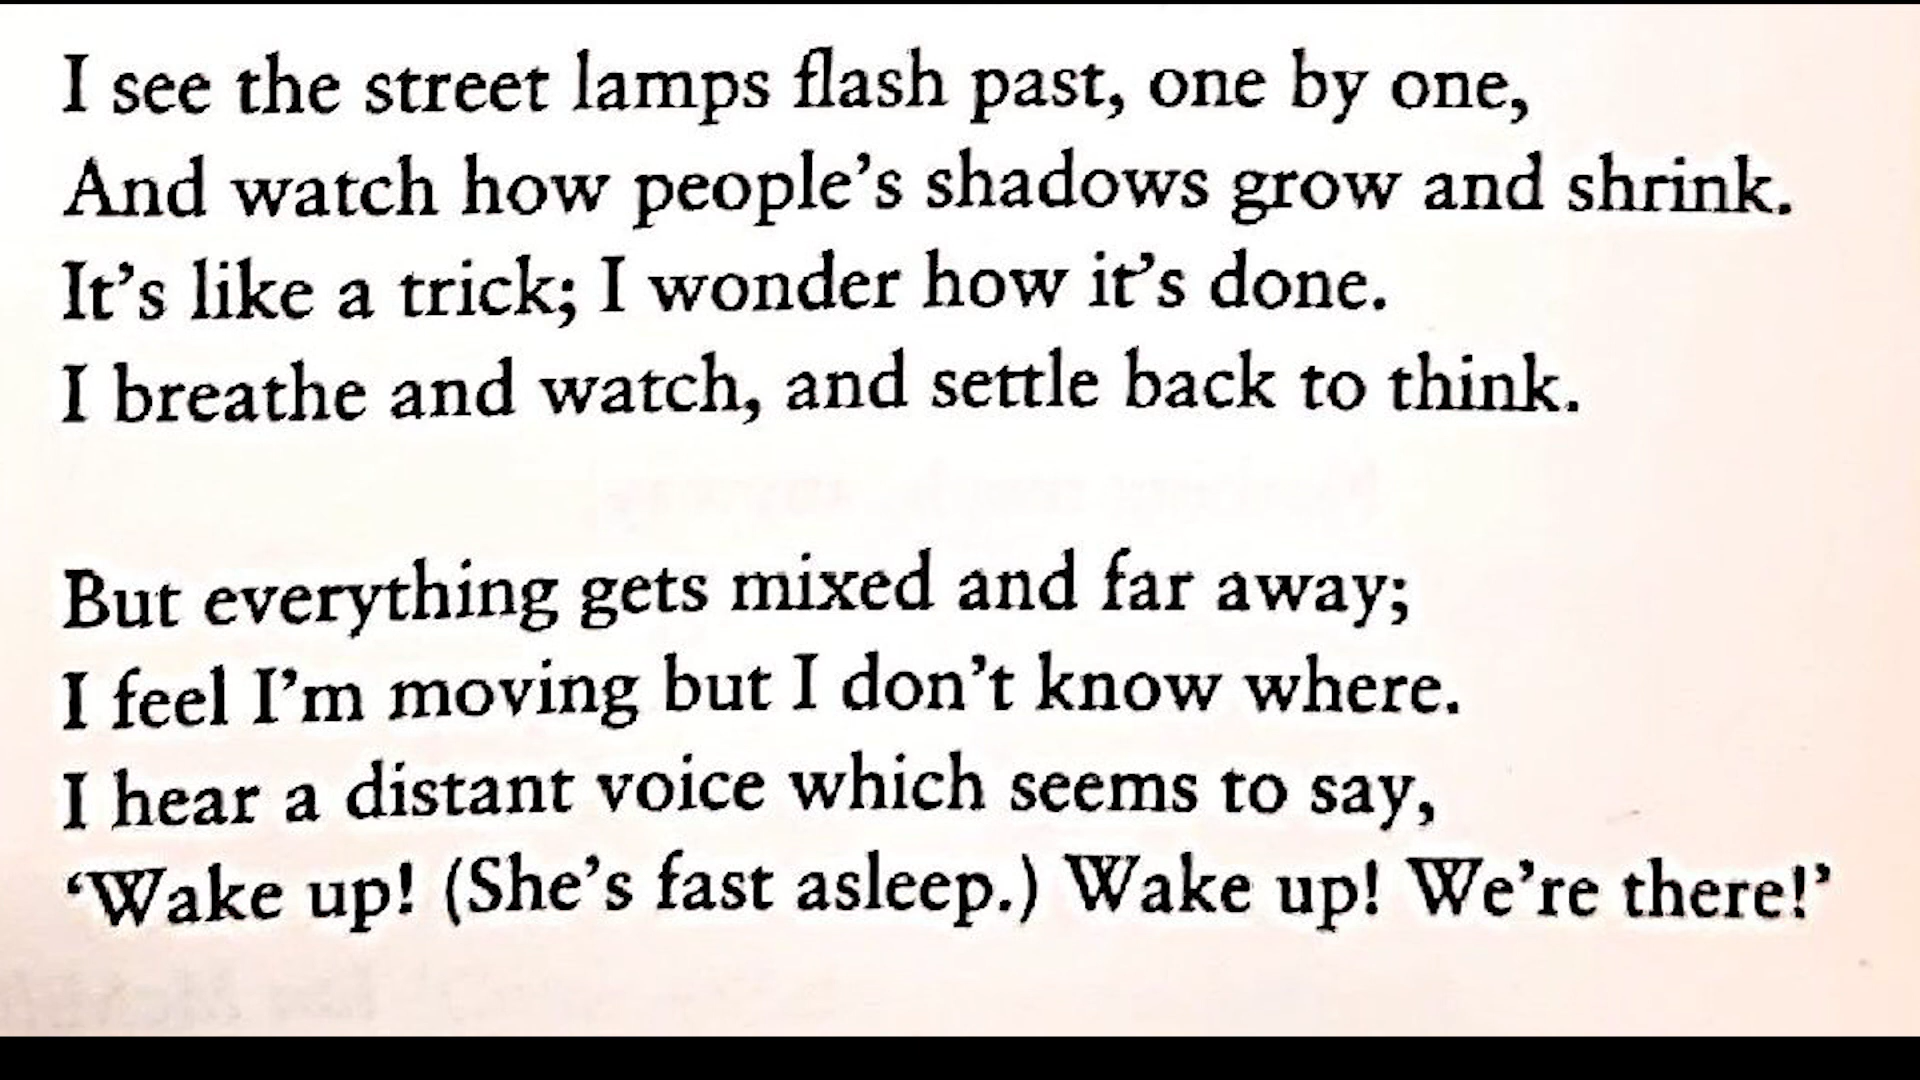 I see the street lamps flash past, one by one,
And watch how people’s shadows grow and shrink.
It’s like a trick; I wonder how it’s done.
I breathe and watch, and settle back to think.
But everything gets mixed and far away;
I feel I’m moving but I don’t know where.
I hear a distant voice which seems to say,
‘Wake up! (She’s fast asleep.) Wake up! We’re there!’